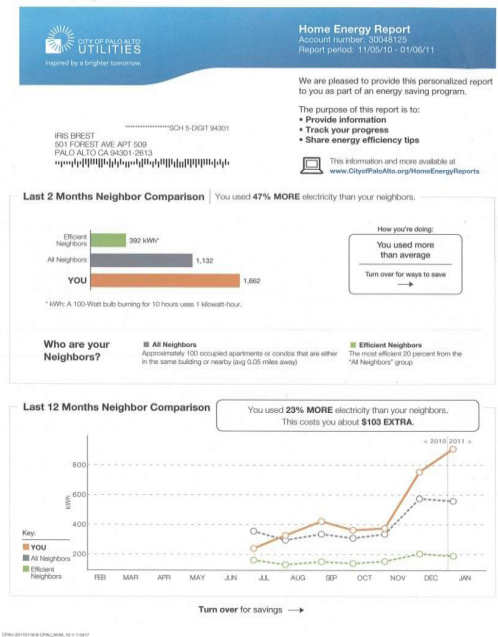 CITY OF PALO ALTO
UTILITIES
Inspired by a brighter tomorrow.
Home Energy Report
Account number: 30048125
Report period: 11/05/10 - 01/06/11
We are pleased to provide this personalized report
to you as part of an energy saving program.
The purpose of this report is to:
• Provide information
• Track your progress
• Share energy efficiency tips
This information and more available at
www.CityofPaloAlto.org/HomeEnergyReports
SCH 5-DIGIT 94301
IRIS BREST
501 FOREST AVE APT 509
PALO ALTO CA 94301-2613
Last 2 Months Neighbor Comparison | You used 47% MORE electricity than your neighbors.
Efficient
Neighbors
392 kWh*
All Neighbors
1,132
YOU
1,662
* kWh: A 100-Watt bulb burning for 10 hours uses 1 kilowatt-hour.
How you're doing:
You used more
than average
Turn over for ways to save
→
Who are your
Neighbors?
All Neighbors
Approximately 100 occupied apartments or condos that are either
in the same building or nearby (avg 0.05 miles away)
Efficient Neighbors
The most efficient 20 percent from the
"All Neighbors" group
Last 12 Months Neighbor Comparison
You used 23% MORE electricity than your neighbors.
This costs you about $103 EXTRA.
< 2010 2011 >
800
600
400
200
kWh
Key:
YOU
All Neighbors
Efficient
Neighbors
FEB MAR APR MAY JUN JUL AUG SEP OCT NOV DEC JAN
Turn over for savings →